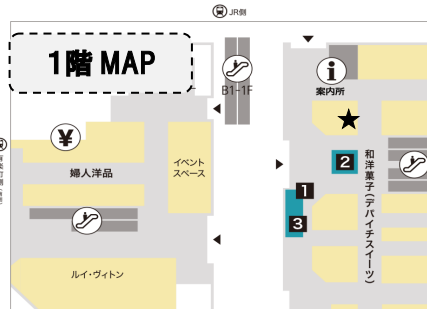 JR側
1階 MAP
B1-1F
i
案内所
★
¥
婦人洋品
イベント
スペース
2
和洋菓子(デパイチスイーツ)
1
3
ルイ・ヴィトン